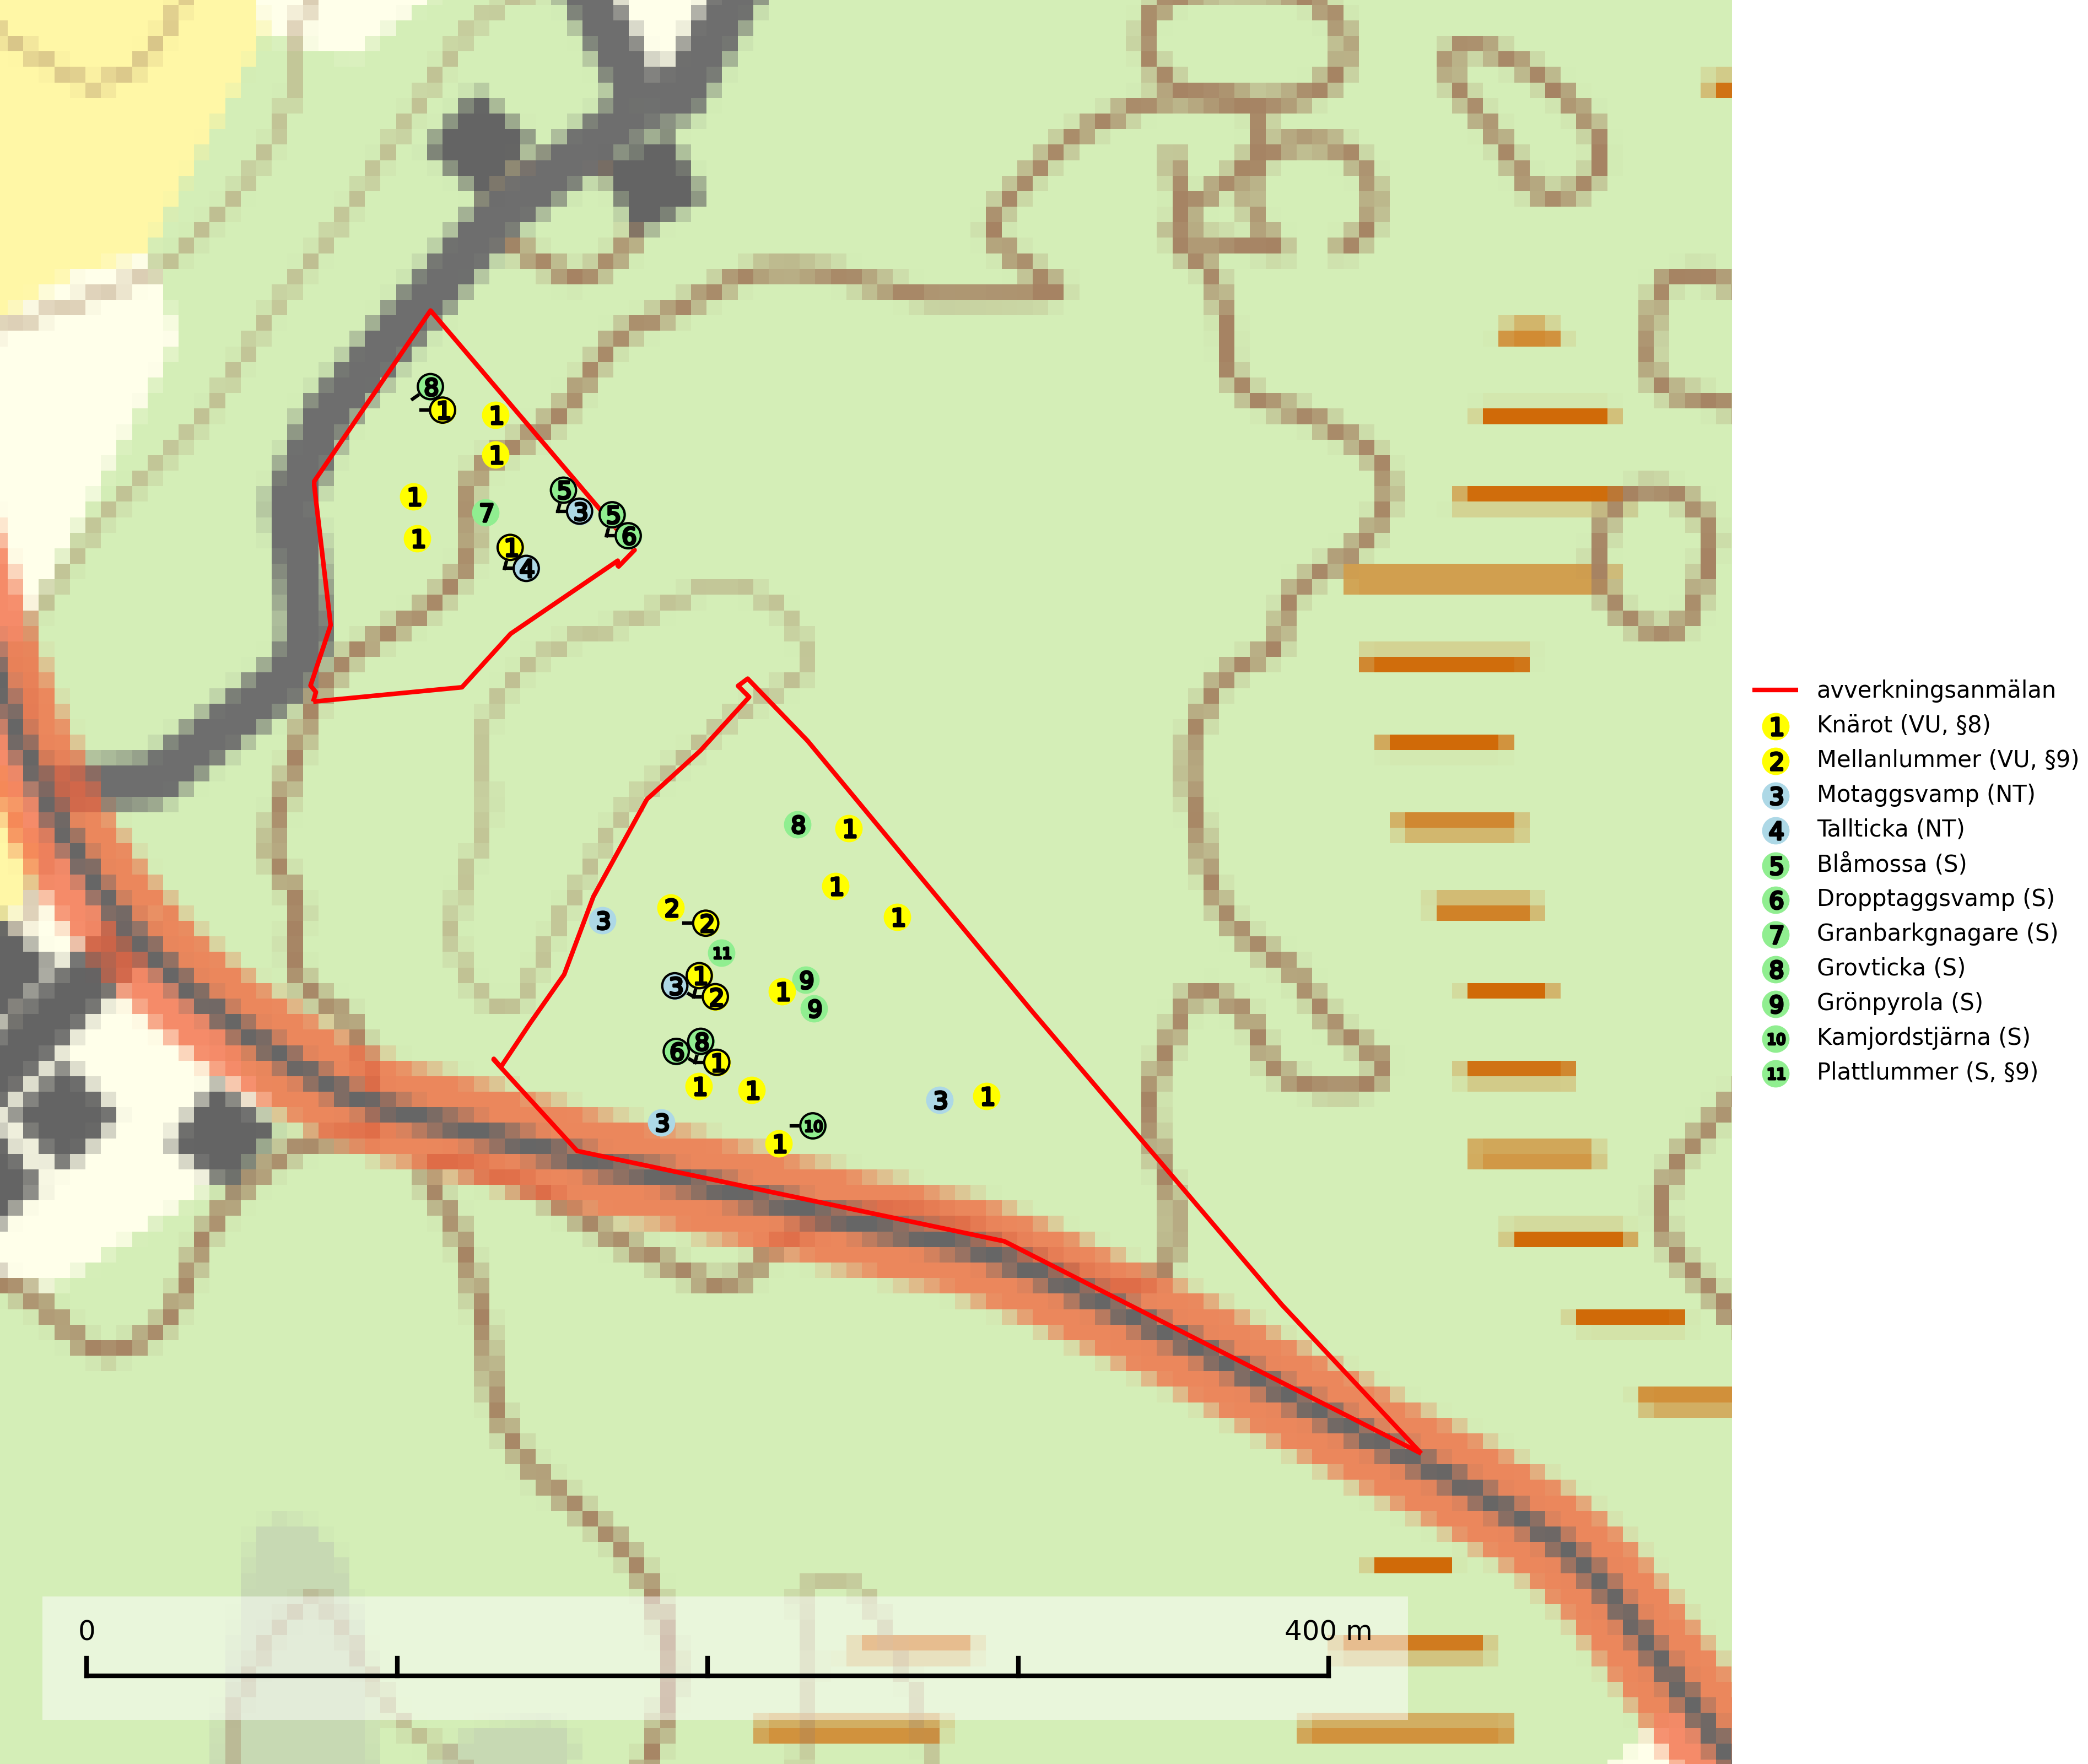 8
1
1
1
1
5
3
5
7
6
1
1
4
8
1
1
2
1
2
11
3
1
3
1
9
2
9
8
6
1
1
1
3
1
3
10
1
avverkningsanmälan
1 Knärot (VU, §8)
2 Mellanlummer (VU, §9)
3 Motaggsvamp (NT)
4 Tallticka (NT)
5 Blåmossa (S)
6 Dropptaggsvamp (S)
7 Granbarkgnagare (S)
8 Grovticka (S)
9 Grönpyrola (S)
10 Kamjordstjärna (S)
11 Plattlummer (S, §9)
0 400 m